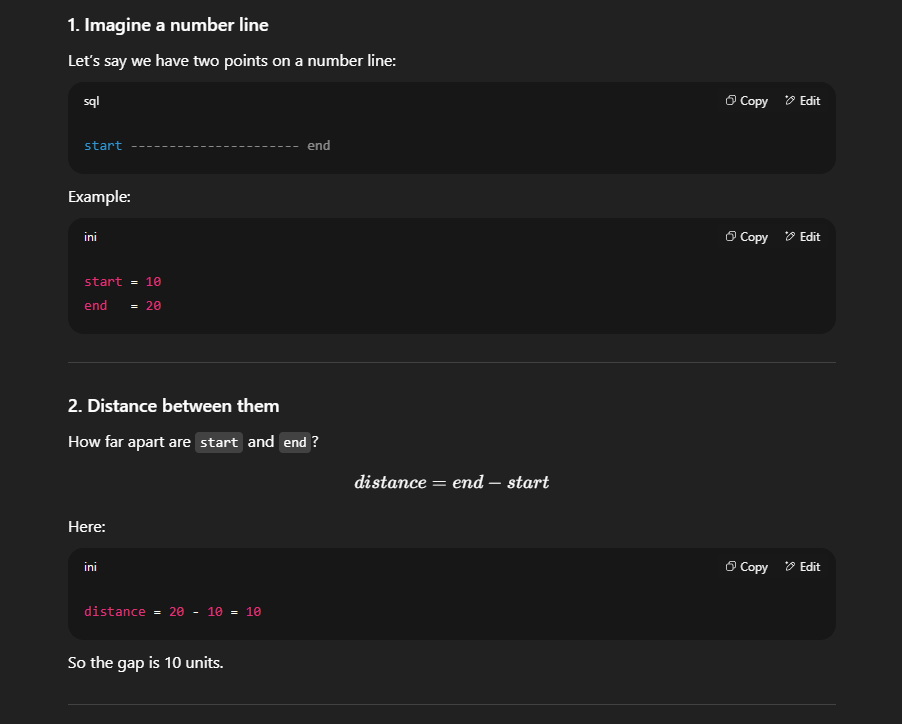 1. Imagine a number line
Let's say we have two points on a number line:
sql Copy Edit
start ---------------------- end
Example:
ini Copy Edit
start = 10
end   = 20
2. Distance between them
How far apart are start and end?
distance = end − start
Here:
ini Copy Edit
distance = 20 - 10 = 10
So the gap is 10 units.